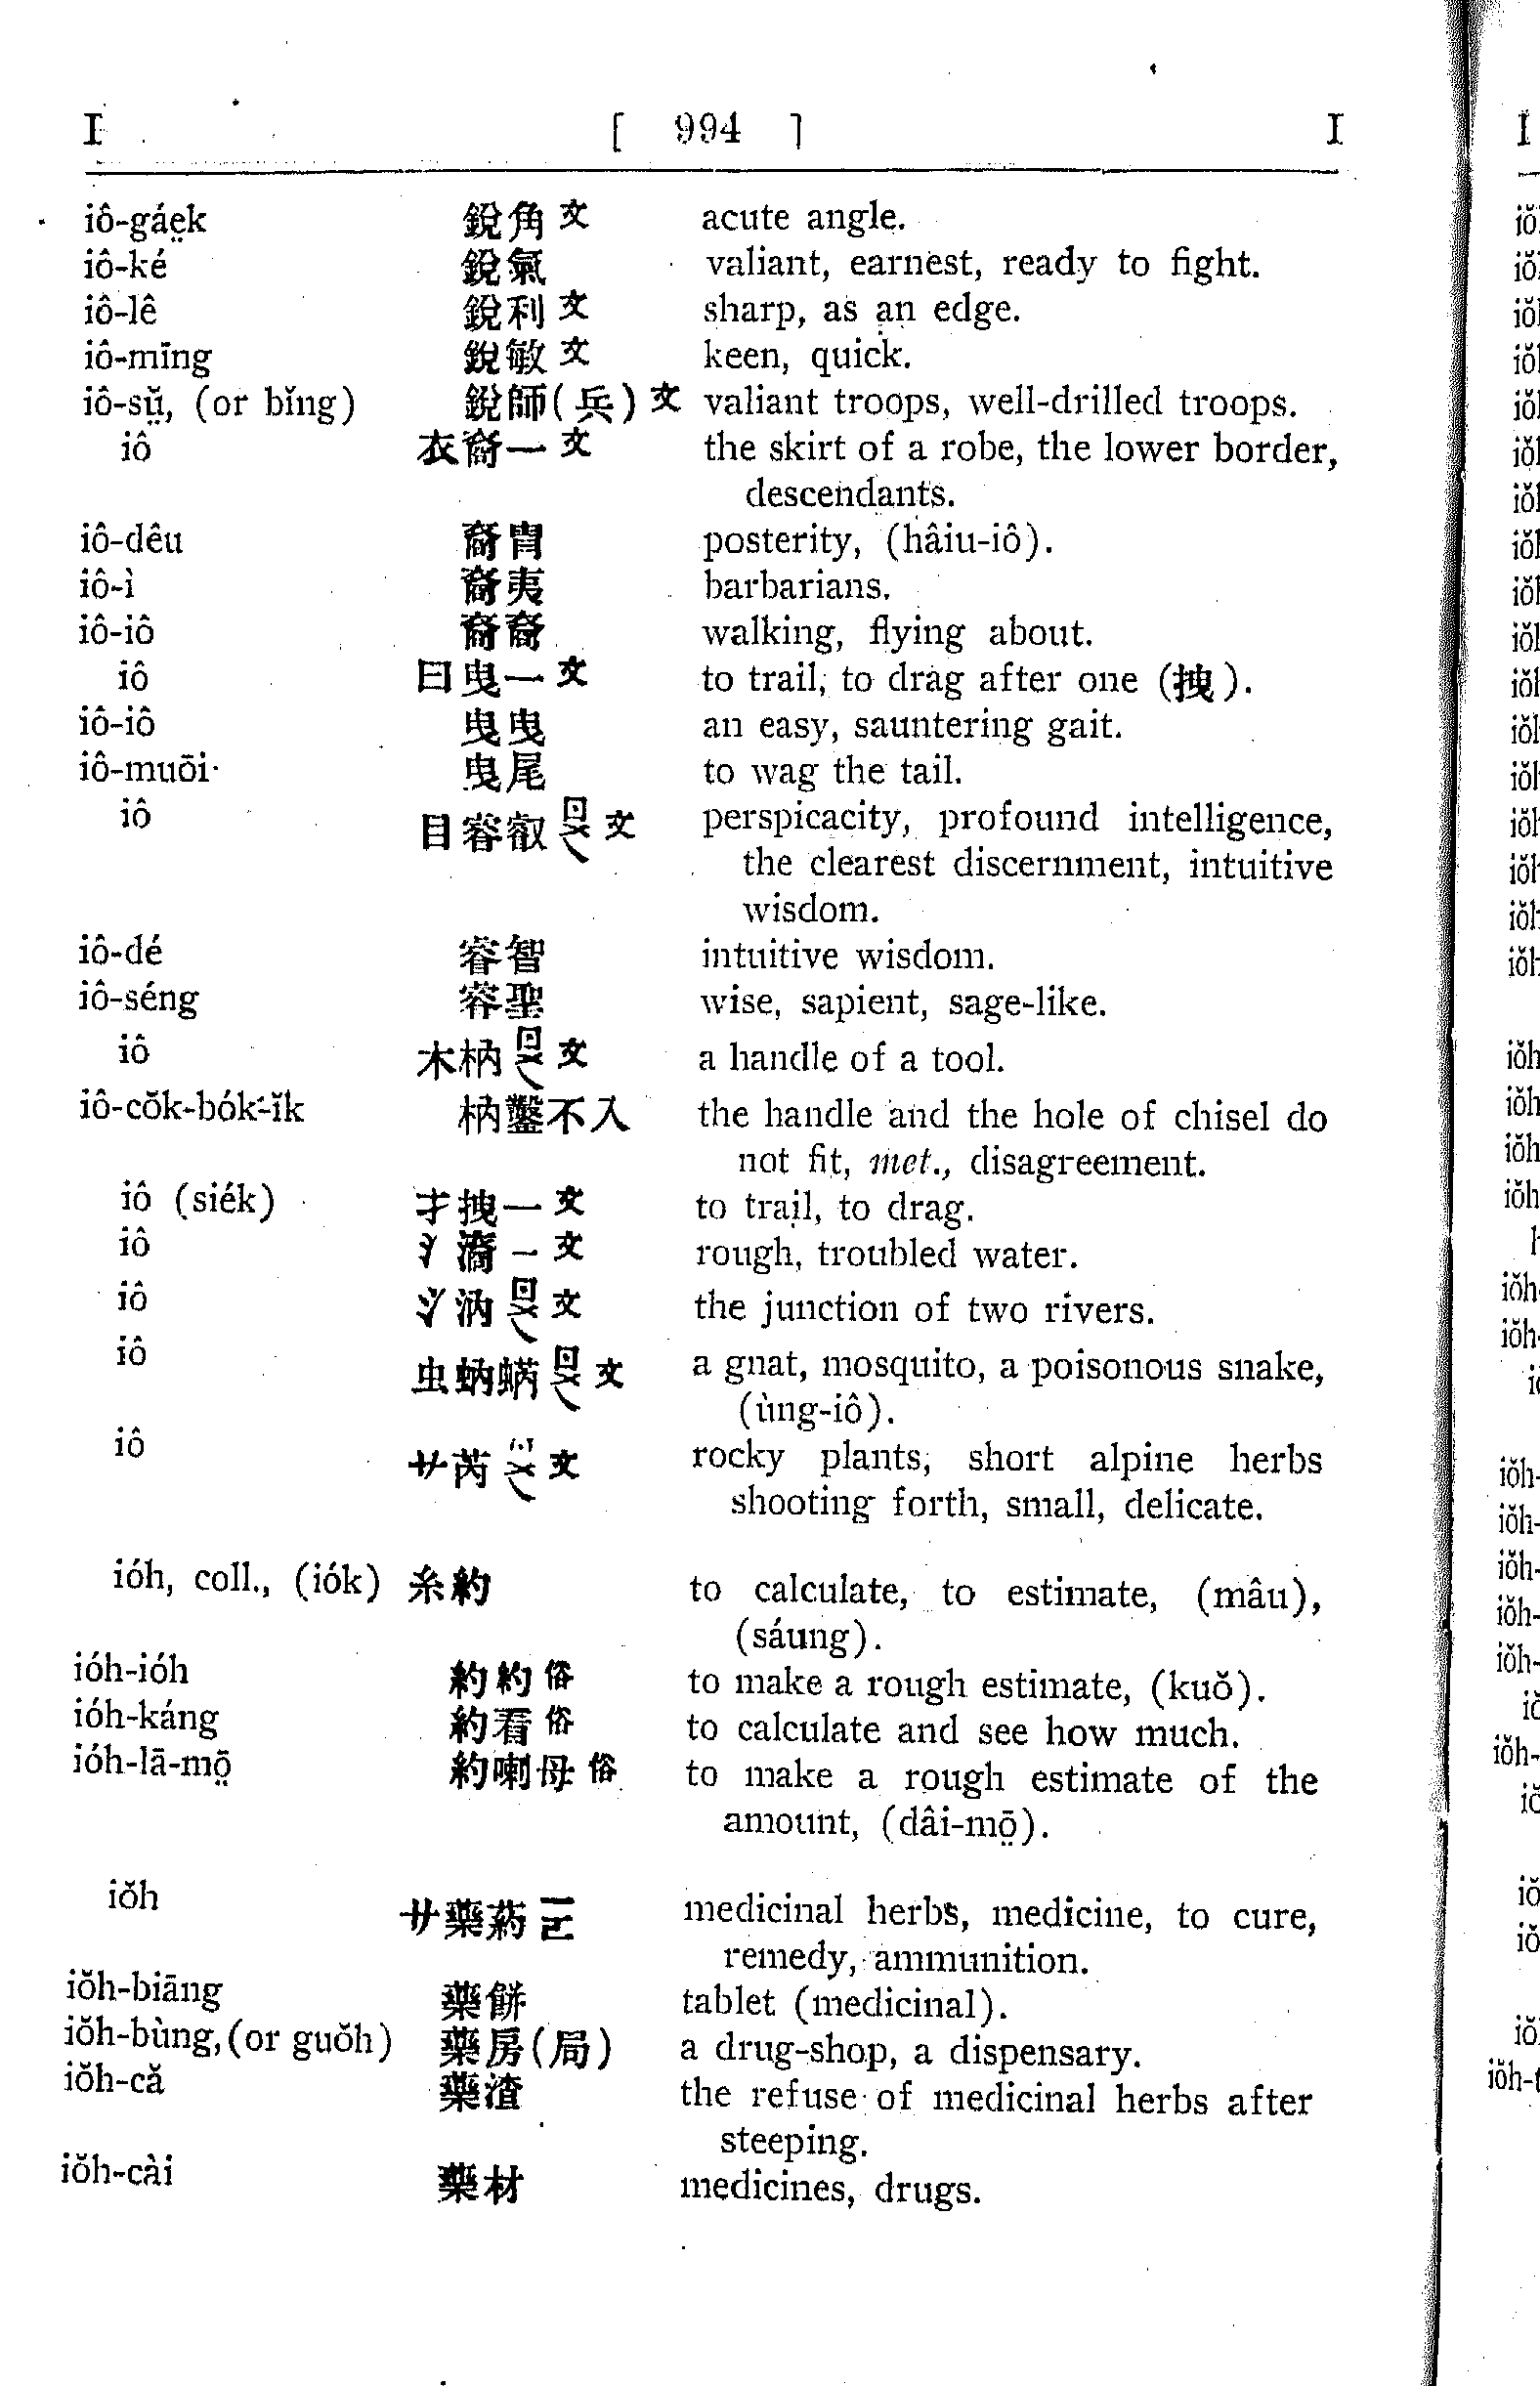 I [ 994 ] I
iô-gáe̤k 銳角文 acute angle.
iô-ké 銳氣 valiant, earnest, ready to fight.
iô-lê 銳利文 sharp, as an edge.
iô-mīng 銳敏文 keen, quick.
iô-sṳ̆, (or bĭng) 銳師(兵)文 valiant troops, well-drilled troops.
iô 衣裔一文 the skirt of a robe, the lower border,
descendants.
iô-dêu 裔冑 posterity, (hâiu-iô).
iô-ì 裔夷 barbarians.
iô-iô 裔裔 walking, flying about.
iô 曰曳一文 to trail, to drag after one (拽).
iô-iô 曳曳 an easy, sauntering gait.
iô-muōi 曳尾 to wag the tail.
iô 目睿叡文 perspicacity, profound intelligence,
the clearest discernment, intuitive
wisdom.
iô-dé 睿智 intuitive wisdom.
iô-séng 睿聖 wise, sapient, sage-like.
iô 木枘文 a handle of a tool.
iô-cŏk-bók-ĭk 枘鑿不入 the handle and the hole of chisel do
not fit, met., disagreement.
iô (siék) 才拽一文 to trail, to drag.
iô 氵㵝一文 rough, troubled water.
iô 氵汭文 the junction of two rivers.
iô 虫蚋文 a gnat, mosquito, a poisonous snake,
(ùng-iô).
iô 艹芮文 rocky plants, short alpine herbs
shooting forth, small, delicate.
ióh, coll., (iók) 糸約 to calculate, to estimate, (mâu),
(sáung).
ióh-ióh 約約俗 to make a rough estimate, (kuŏ).
ióh-káng 約看俗 to calculate and see how much.
ióh-lā-mō̤ 約喇母俗 to make a rough estimate of the
amount, (dâi-mō̤).
iŏh 艹藥葯 medicinal herbs, medicine, to cure,
remedy, ammunition.
iŏh-biāng 藥餅 tablet (medicinal).
iŏh-bùng, (or guŏh) 藥房(局) a drug-shop, a dispensary.
iŏh-că 藥渣 the refuse of medicinal herbs after
steeping.
iŏh-cài 藥材 medicines, drugs.